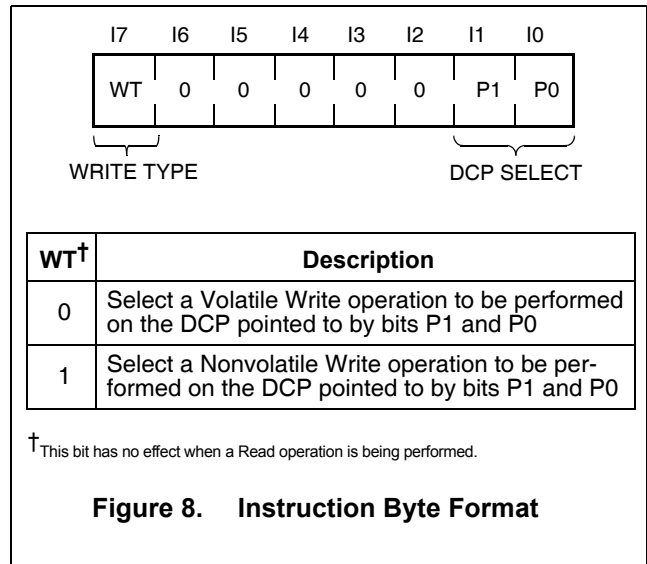 I7 I6 I5 I4 I3 I2 I1 I0
WT 0 0 0 0 0 P1 P0
WRITE TYPE DCP SELECT
WT† Description
0 Select a Volatile Write operation to be performed
on the DCP pointed to by bits P1 and P0
1 Select a Nonvolatile Write operation to be per-
formed on the DCP pointed to by bits P1 and P0
†This bit has no effect when a Read operation is being performed.
Figure 8. Instruction Byte Format